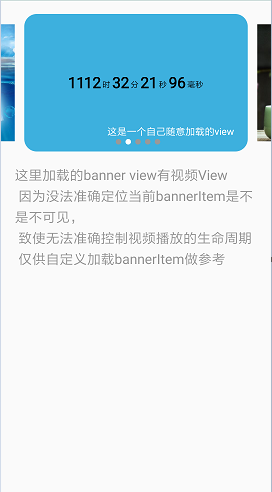 1112时32分21秒96毫秒
这是一个自己随意加载的view
这里加载的banner view有视频View
因为没法准确定位当前bannerItem是不
是不可见，
致使无法准确控制视频播放的生命周期
仅供自定义加载bannerItem做参考